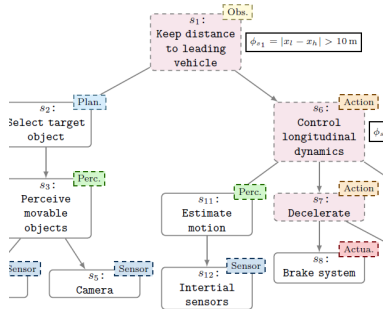 s₁:
Obs.
Keep distance
to leading
vehicle
ϕₛ₁ = |xₗ − xₕ| > 10 m
s₂:
Plan.
Select target
object
s₆:
Action
Control
longitudinal
dynamics
s₃:
Perc.
Perceive
movable
objects
s₁₁:
Perc.
Estimate
motion
s₇:
Action
Decelerate
Sensor
s₅:
Sensor
Camera
s₁₂:
Sensor
Intertial
sensors
s₈:
Actua.
Brake system